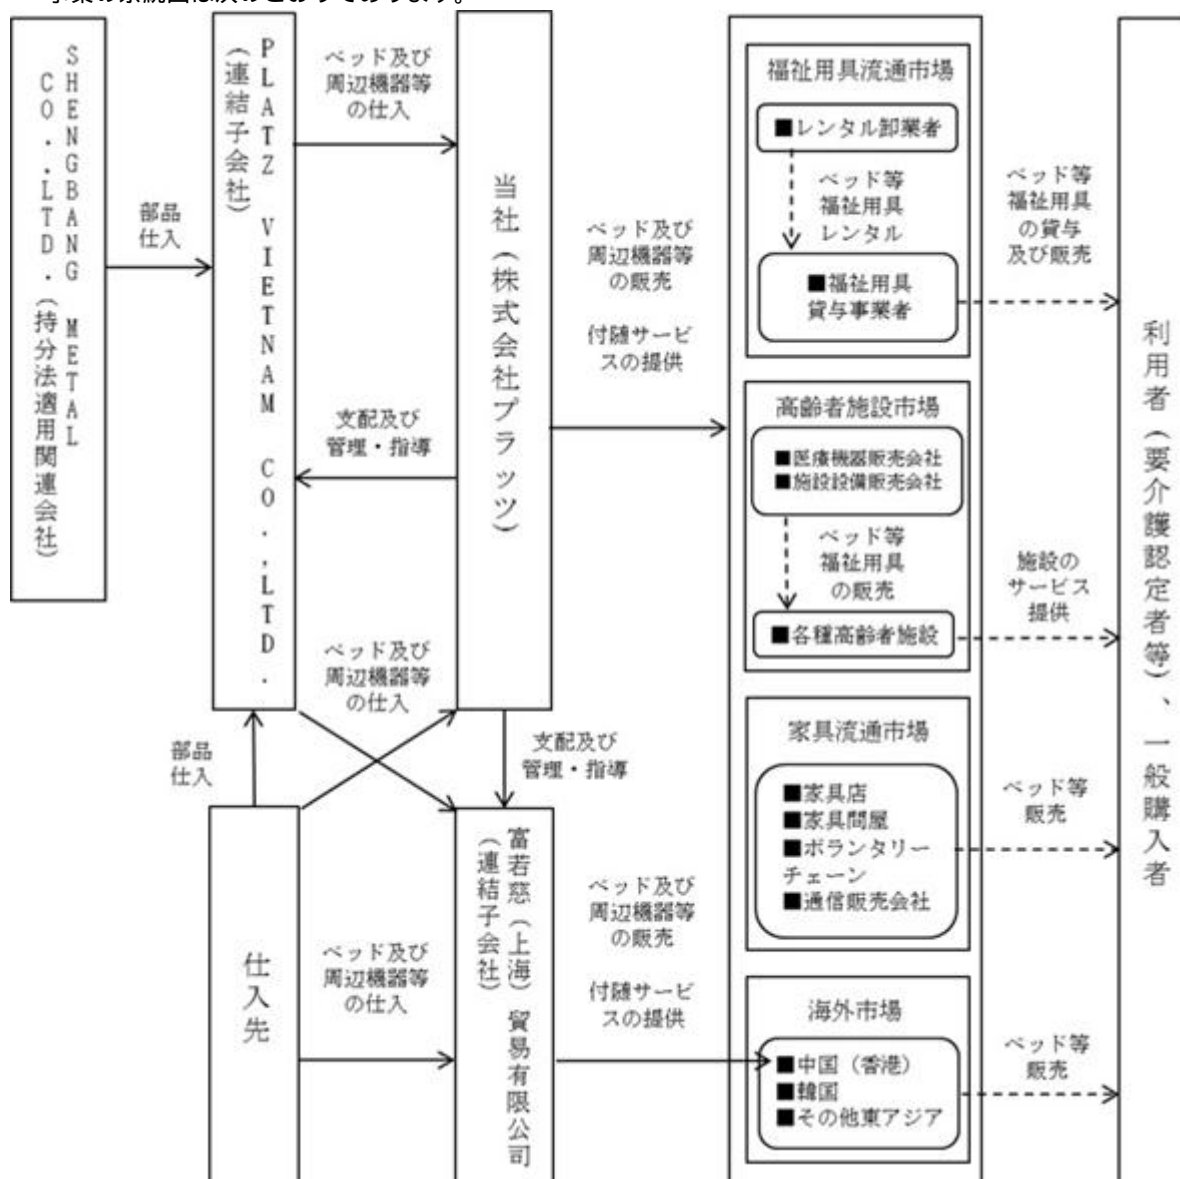 事業の系統図は次のとおりであります。
SHENGBANG METAL
CO.,LTD.(持分法適用関連会社)
部品
仕入
PLATZ VIETNAM CO.,LTD.
(連結子会社)
ベッド及び
周辺機器等
の仕入
支配及び
管理・指導
ベッド及び
周辺機器等
の仕入
部品
仕入
仕入先
ベッド及び
周辺機器等
の仕入
当社(株式会社プラッツ)
支配及び
管理・指導
富若慈(上海)貿易有限公司
(連結子会社)
ベッド及び
周辺機器等
の販売
付随サービ
スの提供
ベッド及び
周辺機器等
の販売
付随サービ
スの提供
福祉用具流通市場
■レンタル卸業者
ベッド等
福祉用具
レンタル
■福祉用具
貸与事業者
高齢者施設市場
■医療機器販売会社
■施設設備販売会社
ベッド等
福祉用具
の販売
■各種高齢者施設
家具流通市場
■家具店
■家具問屋
■ボランタリー
チェーン
■通信販売会社
海外市場
■中国(香港)
■韓国
■その他東アジア
ベッド等
福祉用具
の貸与
及び販売
施設の
サービス
提供
ベッド等
販売
ベッド等
販売
利用者(要介護認定者等)、一般購入者